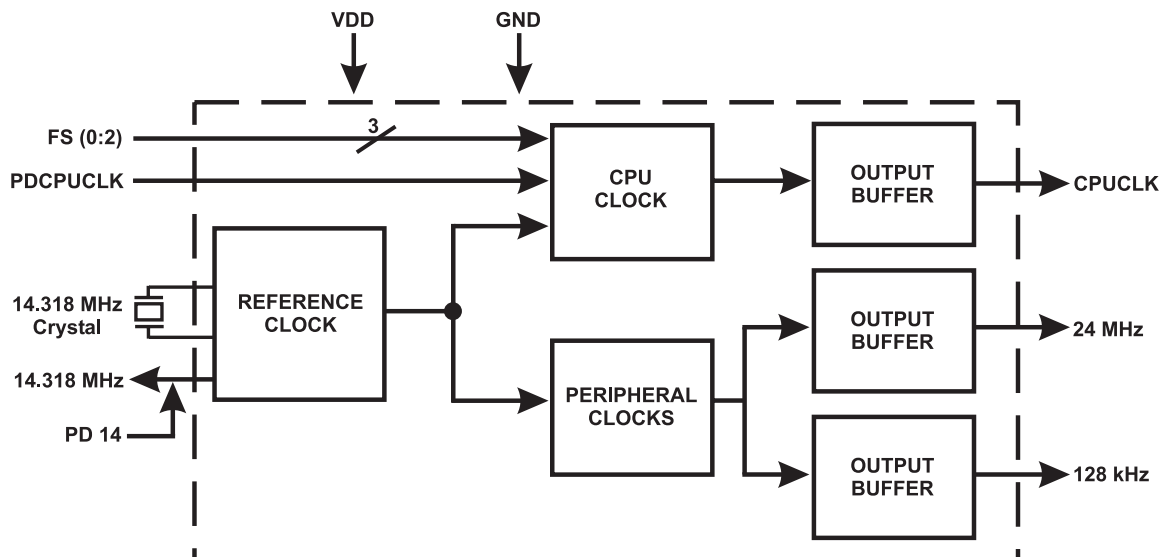 VDD
GND
FS (0:2)
3
PDCPUCLK
CPU
CLOCK
OUTPUT
BUFFER
CPUCLK
14.318 MHz
Crystal
REFERENCE
CLOCK
OUTPUT
BUFFER
24 MHz
14.318 MHz
PD 14
PERIPHERAL
CLOCKS
OUTPUT
BUFFER
128 kHz